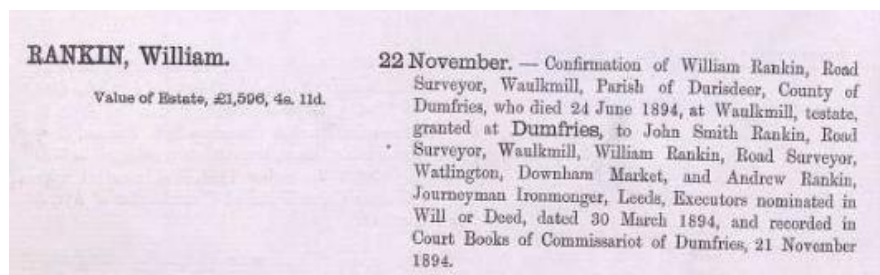 RANKIN, William.
Value of Estate, £1,596, 4s. 11d.
22 November. — Confirmation of William Rankin, Road
Surveyor, Waulkmill, Parish of Durisdeer, County of
Dumfries, who died 24 June 1894, at Waulkmill, testate,
granted at Dumfries, to John Smith Rankin, Road
Surveyor, Waulkmill, William Rankin, Road Surveyor,
Watlington, Downham Market, and Andrew Rankin,
Journeyman Ironmonger, Leeds, Executors nominated in
Will or Deed, dated 30 March 1894, and recorded in
Court Books of Commissariot of Dumfries, 21 November
1894.